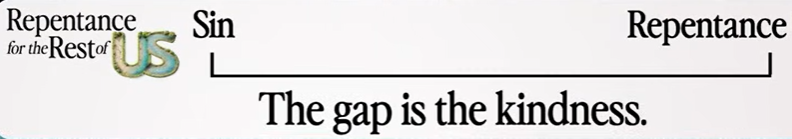 Repentance
for the Rest of US
Sin
Repentance
The gap is the kindness.